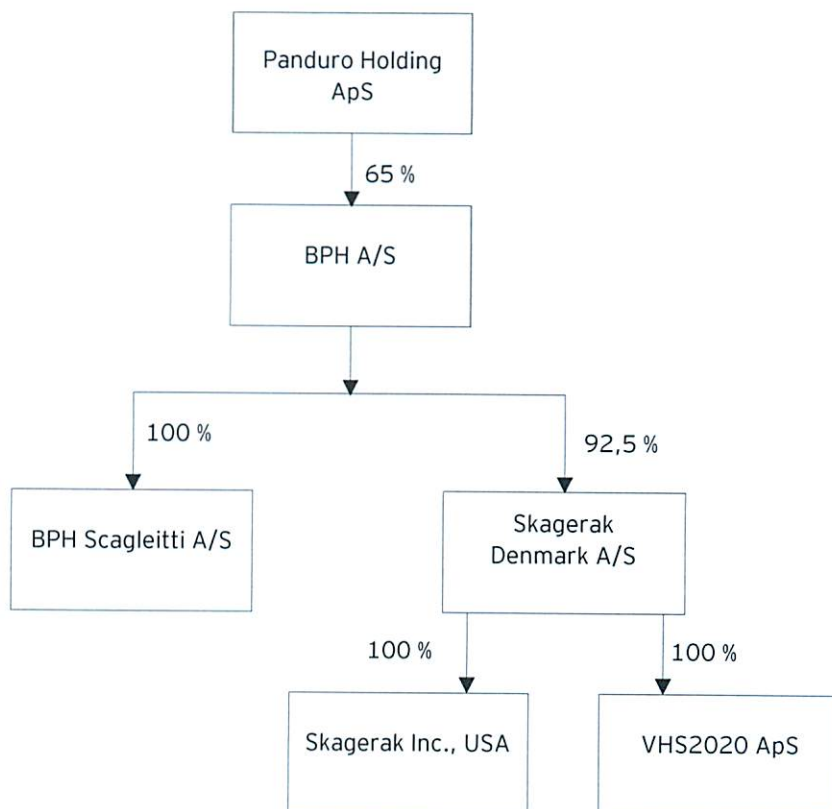 Panduro Holding
ApS
65 %
BPH A/S
100 %
92,5 %
BPH Scagleitti A/S
Skagerak
Denmark A/S
100 %
100 %
Skagerak Inc., USA
VHS2020 ApS